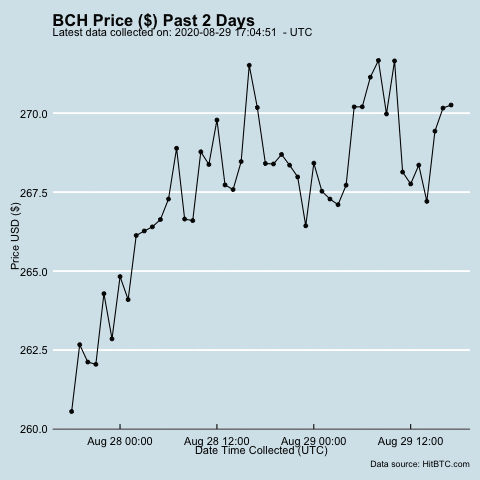 BCH Price ($) Past 2 Days
Latest data collected on: 2020-08-29 17:04:51  - UTC
270.0
267.5
265.0
262.5
260.0
Price USD ($)
Aug 28 00:00 Aug 28 12:00 Aug 29 00:00 Aug 29 12:00
Date Time Collected (UTC)
Data source: HitBTC.com